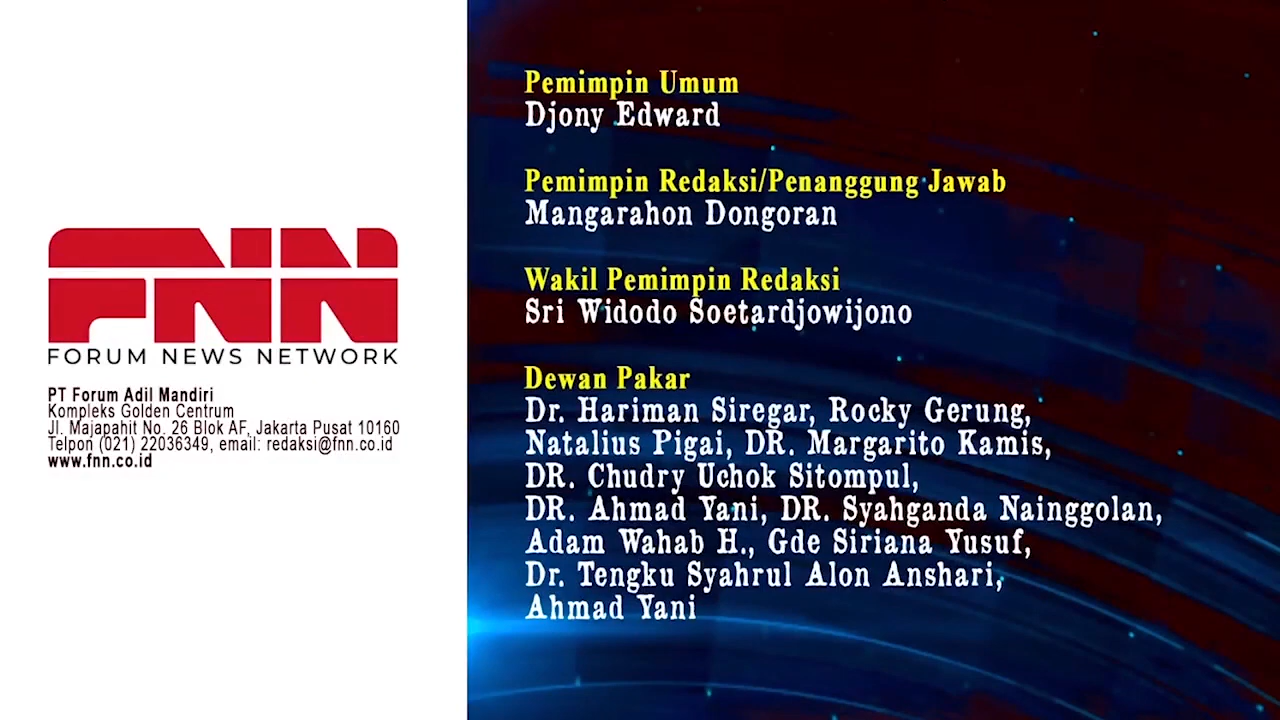 FNN
FORUM NEWS NETWORK
PT Forum Adil Mandiri
Kompleks Golden Centrum
Jl. Majapahit No. 26 Blok AF, Jakarta Pusat 10160
Telpon (021) 22036349, email: redaksi@fnn.co.id
www.fnn.co.id
Pemimpin Umum
Djony Edward
Pemimpin Redaksi/Penanggung Jawab
Mangarahon Dongoran
Wakil Pemimpin Redaksi
Sri Widodo Soetardjowijono
Dewan Pakar
Dr. Hariman Siregar, Rocky Gerung,
Natalius Pigai, DR. Margarito Kamis,
DR. Chudry Uchok Sitompul,
DR. Ahmad Yani, DR. Syahganda Nainggolan,
Adam Wahab H., Gde Siriana Yusuf,
Dr. Tengku Syahrul Alon Anshari,
Ahmad Yani